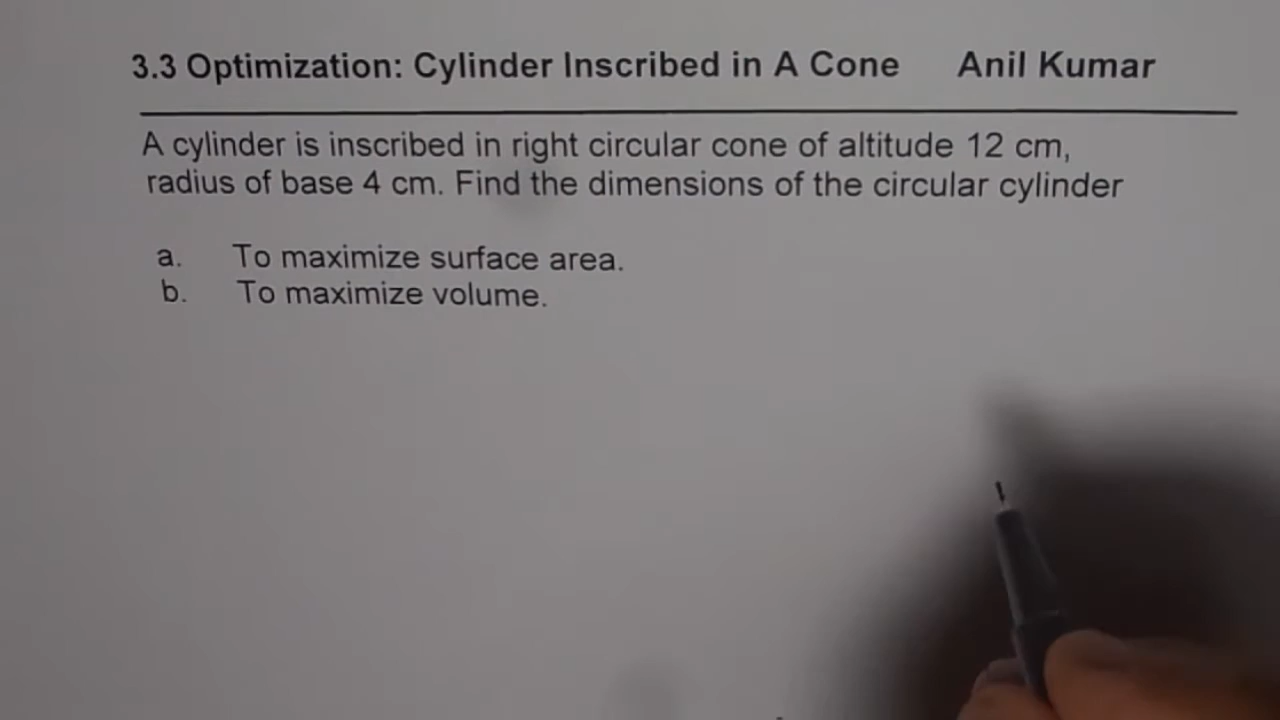 3.3 Optimization: Cylinder Inscribed in A Cone Anil Kumar
A cylinder is inscribed in right circular cone of altitude 12 cm,
radius of base 4 cm. Find the dimensions of the circular cylinder
a. To maximize surface area.
b. To maximize volume.